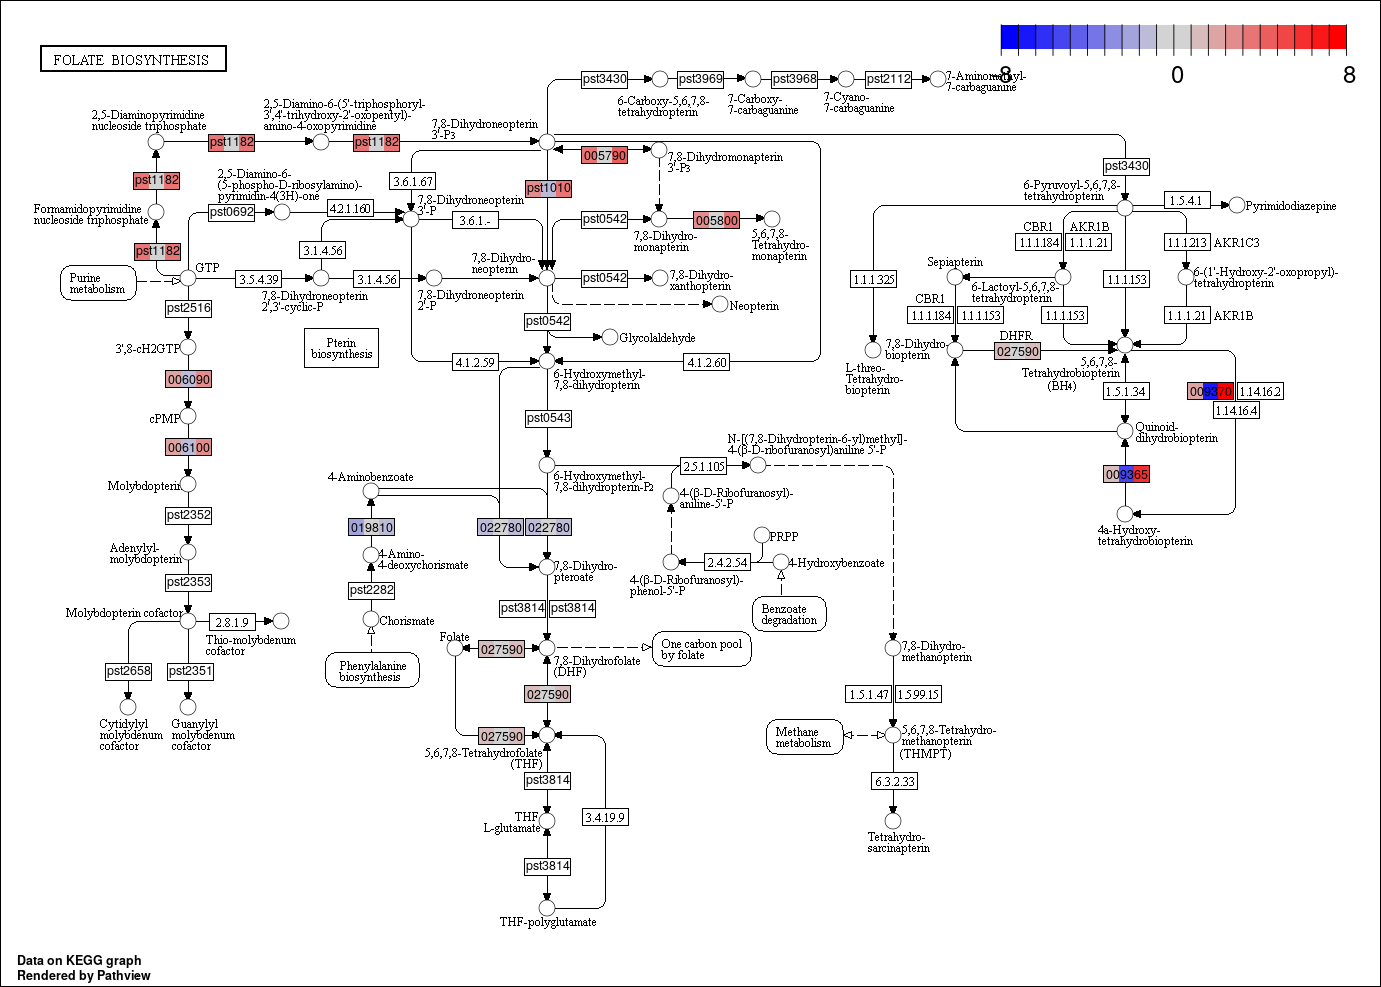 FOLATE BIOSYNTHESIS
-8
0
8
pst3430
pst3969
pst3968
pst2112
7-Aminomethyl-
7-carbaguanine
6-Carboxy-5,6,7,8-
tetrahydropterin
7-Carboxy-
7-carbaguanine
7-Cyano-
7-carbaguanine
2,5-Diaminopyrimidine
nucleoside triphosphate
2,5-Diamino-6-(5'-triphosphoryl-
3',4'-trihydroxy-2'-oxopentyl)-
amino-4-oxopyrimidine
7,8-Dihydroneopterin
3'-P3
pst1182
pst1182
005790
7,8-Dihydromonapterin
3'-P3
pst3430
pst1182
2,5-Diamino-6-
(5-phospho-D-ribosylamino)-
pyrimidin-4(3H)-one
3.6.1.67
pst1010
6-Pyruvoyl-5,6,7,8-
tetrahydropterin
1.5.4.1
Pyrimidodiazepine
Formamidopyrimidine
nucleoside triphosphate
pst0692
4.2.1.160
7,8-Dihydroneopterin
3'-P
3.6.1.-
pst0542
005800
7,8-Dihydro-
monapterin
5,6,7,8-
Tetrahydro-
monapterin
CBR1
1.1.1.184
AKR1B
1.1.1.21
1.1.1.213
AKR1C3
pst1182
3.1.4.56
7,8-Dihydro-
neopterin
Sepiapterin
Purine
metabolism
GTP
3.5.4.39
3.1.4.56
pst0542
7,8-Dihydro-
xanthopterin
1.1.1.325
1.1.1.153
6-(1'-Hydroxy-2'-oxopropyl)-
tetrahydropterin
7,8-Dihydroneopterin
2',3'-cyclic-P
7,8-Dihydroneopterin
2'-P
Neopterin
6-Lactoyl-5,6,7,8-
tetrahydropterin
CBR1
1.1.1.184
1.1.1.153
1.1.1.153
1.1.1.21
AKR1B
pst2516
Pterin
biosynthesis
pst0542
Glycolaldehyde
3',8-cH2GTP
7,8-Dihydro-
biopterin
DHFR
027590
5,6,7,8-
Tetrahydrobiopterin
(BH4)
4.1.2.59
4.1.2.60
6-Hydroxymethyl-
7,8-dihydropterin
L-threo-
Tetrahydro-
biopterin
006090
1.5.1.34
009370
1.14.16.2
1.14.16.4
cPMP
pst0543
Quinoid-
dihydrobiopterin
006100
N-[(7,8-Dihydropterin-6-yl)methyl]-
4-(β-D-ribofuranosyl)aniline 5'-P
2.5.1.105
Molybdopterin
4-Aminobenzoate
6-Hydroxymethyl-
7,8-dihydropterin-P2
4-(β-D-Ribofuranosyl)-
aniline-5'-P
009365
pst2352
019810
022780
022780
PRPP
4a-Hydroxy-
tetrahydrobiopterin
Adenylyl-
molybdopterin
4-Amino-
4-deoxychorismate
7,8-Dihydro-
pteroate
2.4.2.54
4-Hydroxybenzoate
4-(β-D-Ribofuranosyl)-
phenol-5'-P
pst2353
pst2282
pst3814
pst3814
Benzoate
degradation
Molybdopterin cofactor
2.8.1.9
Thio-molybdenum
cofactor
Chorismate
Folate
027590
7,8-Dihydrofolate
(DHF)
One carbon pool
by folate
7,8-Dihydro-
methanopterin
Phenylalanine
biosynthesis
pst2658
pst2351
027590
1.5.1.47
1.5.99.15
Cytidylyl
molybdenum
cofactor
Guanylyl
molybdenum
cofactor
027590
5,6,7,8-Tetrahydrofolate
(THF)
Methane
metabolism
5,6,7,8-Tetrahydro-
methanopterin
(THMPT)
pst3814
6.3.2.33
THF
L-glutamate
3.4.19.9
Tetrahydro-
sarcinapterin
pst3814
THF-polyglutamate
Data on KEGG graph
Rendered by Pathview